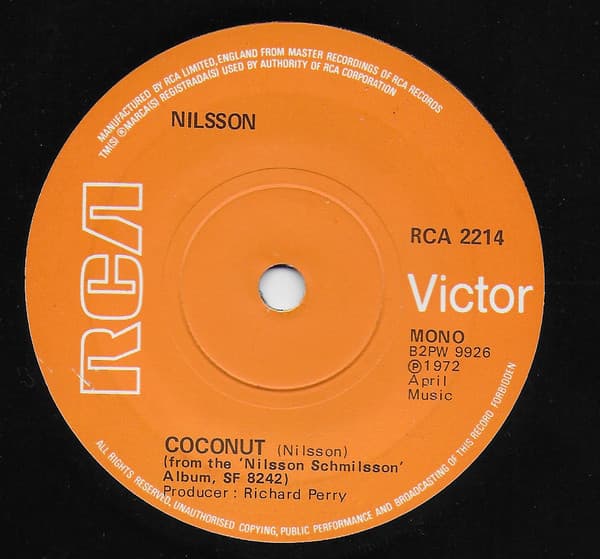 MANUFACTURED BY RCA LIMITED, ENGLAND FROM MASTER RECORDINGS OF RCA RECORDS
TM(S) ® MARCA(S) REGISTRADA(S) USED BY AUTHORITY OF RCA CORPORATION
NILSSON
RCA
RCA 2214
Victor
MONO
B2PW 9926
℗ 1972
April
Music
COCONUT (Nilsson)
(from the 'Nilsson Schmilsson'
Album, SF 8242)
Producer : Richard Perry
ALL RIGHTS RESERVED. UNAUTHORISED COPYING, PUBLIC PERFORMANCE AND BROADCASTING OF THIS RECORD FORBIDDEN